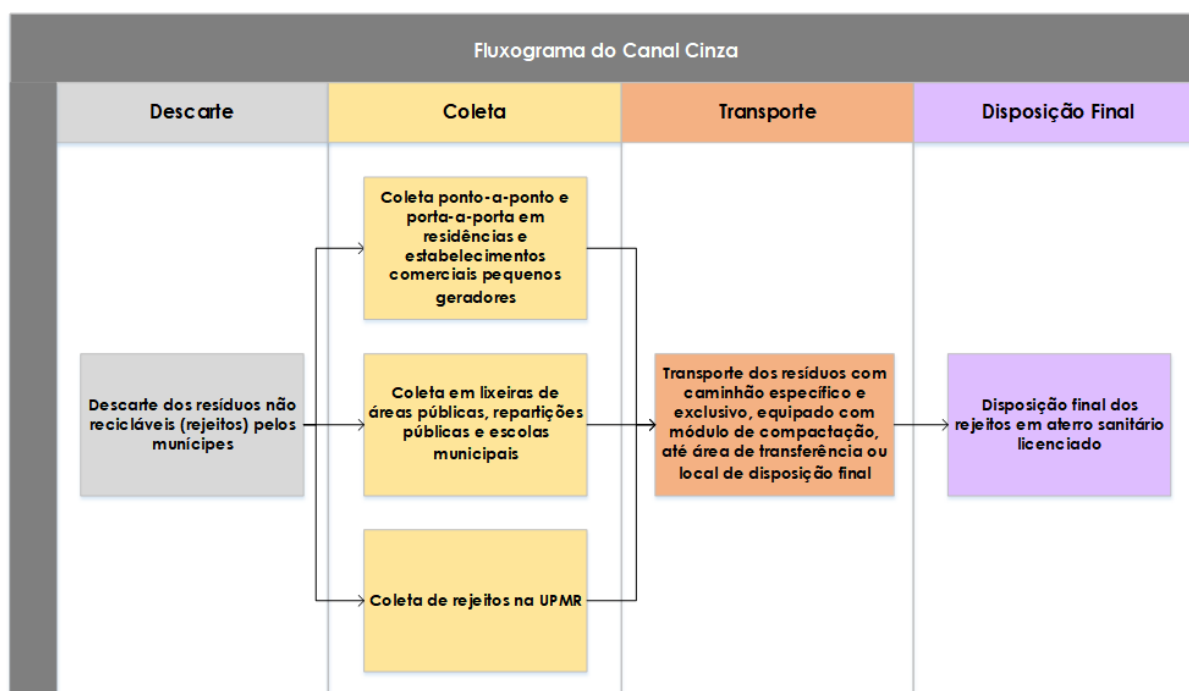 Fluxograma do Canal Cinza
Descarte
Coleta
Transporte
Disposição Final
Descarte dos resíduos não
recicláveis (rejeitos) pelos
munícipes
Coleta ponto-a-ponto e
porta-a-porta em
residências e
estabelecimentos
comerciais pequenos
geradores
Coleta em lixeiras de
áreas públicas, repartições
públicas e escolas
municipais
Coleta de rejeitos na UPMR
Transporte dos resíduos com
caminhão específico e
exclusivo, equipado com
módulo de compactação,
até área de transferência ou
local de disposição final
Disposição final dos
rejeitos em aterro sanitário
licenciado